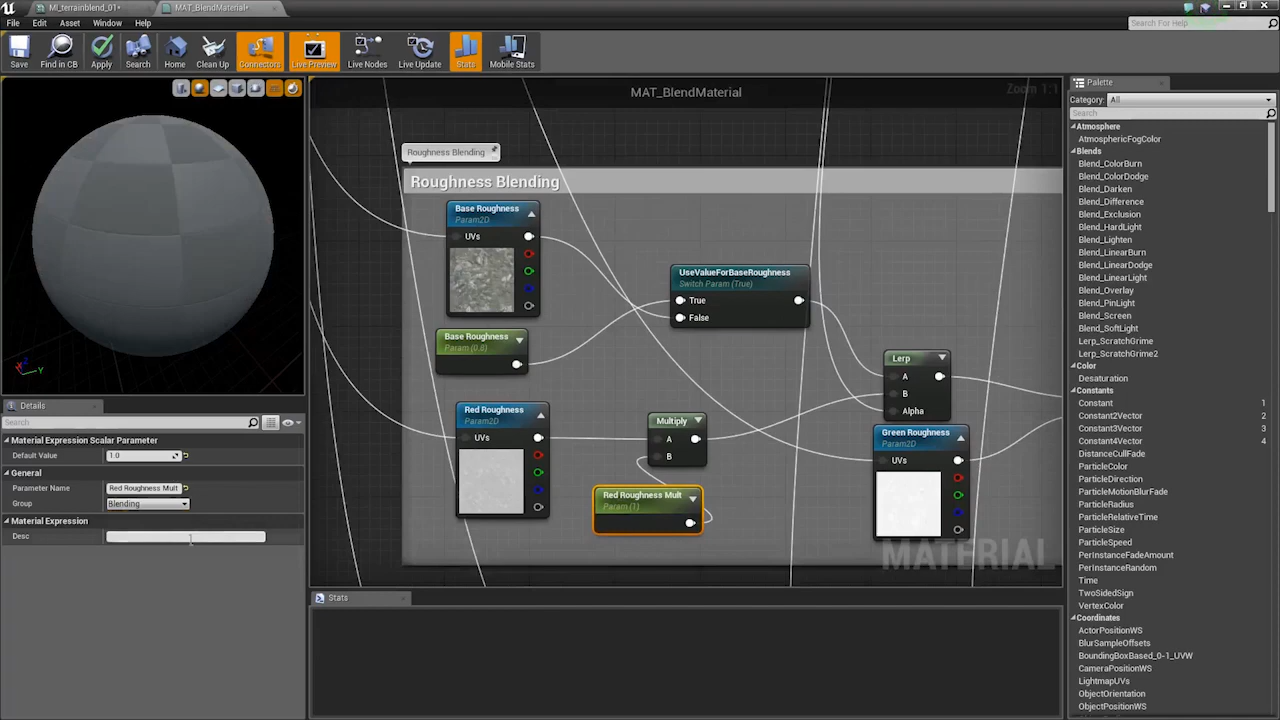 MI_terrainblend_01*
MAT_BlendMaterial*
File Edit Asset Window Help
Search For Help
Save Find in CB Apply Search Home Clean Up Connectors Live Preview Live Nodes Live Update Stats Mobile Stats
MAT_BlendMaterial
Zoom 1:1
Palette
Category: All
Search
Atmosphere
AtmosphericFogColor
Blends
Blend_ColorBurn
Blend_ColorDodge
Blend_Darken
Blend_Difference
Blend_Exclusion
Blend_HardLight
Blend_Lighten
Blend_LinearBurn
Blend_LinearDodge
Blend_LinearLight
Blend_Overlay
Blend_PinLight
Blend_Screen
Blend_SoftLight
Lerp_ScratchGrime
Lerp_ScratchGrime2
Color
Desaturation
Constants
Constant 1
Constant2Vector 2
Constant3Vector 3
Constant4Vector 4
DistanceCullFade
ParticleColor
ParticleMotionBlurFade
ParticleRadius
ParticleRelativeTime
ParticleSize
ParticleSpeed
PerInstanceFadeAmount
PerInstanceRandom
Time
TwoSidedSign
VertexColor
Coordinates
ActorPositionWS
BlurSampleOffsets
BoundingBoxBased_0-1_UVW
CameraPositionWS
LightmapUVs
ObjectOrientation
ObjectPositionWS
Roughness Blending
Roughness Blending
Base Roughness
Param2D
UVs
Base Roughness
Param (0.8)
UseValueForBaseRoughness
Switch Param (True)
True
False
Lerp
A
B
Alpha
Red Roughness
Param2D
UVs
Multiply
A
B
Red Roughness Mult
Param (1)
Green Roughness
Param2D
UVs
MATERIAL
Stats
Details
Search
Material Expression Scalar Parameter
Default Value 1.0
General
Parameter Name Red Roughness Mult
Group Blending
Material Expression
Desc
X Y Z